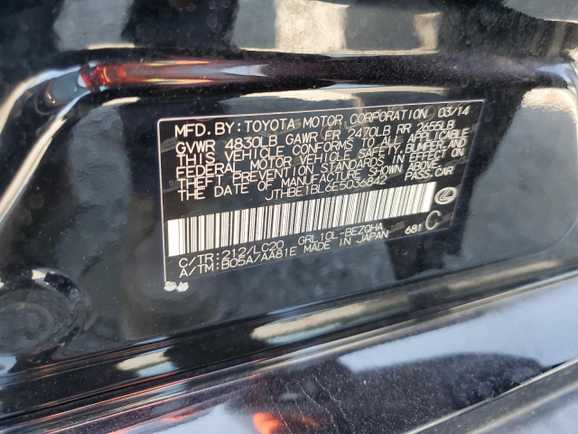 MFD. BY: TOYOTA MOTOR CORPORATION 03/14
GVWR 4830LB GAWR FR 2470LB RR 2655LB
THIS VEHICLE CONFORMS TO ALL APPLICABLE
FEDERAL MOTOR VEHICLE SAFETY, BUMPER, AND
THEFT PREVENTION STANDARDS IN EFFECT ON
THE DATE OF MANUFACTURE SHOWN ABOVE.
JTHBE1BL6E5036842 PASS. CAR
C
C/TR: 212/LC20 GRL10L-BEZQHA 681
A/TM: B05A/AA81E MADE IN JAPAN